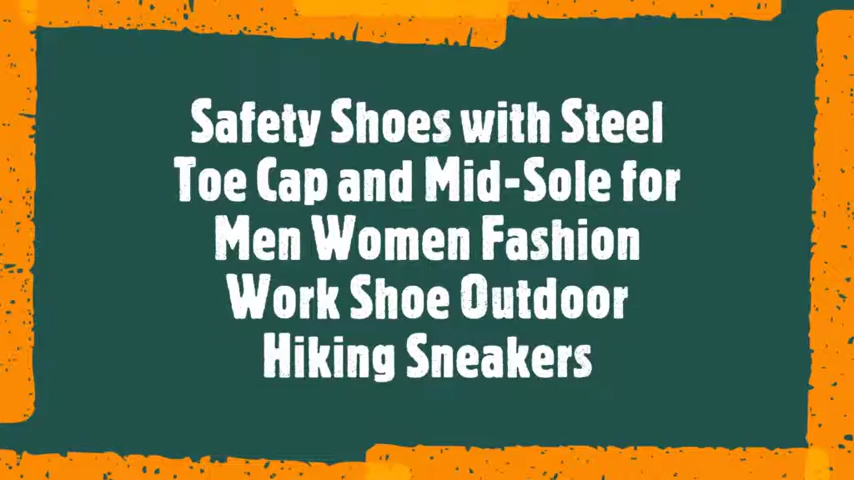 Safety Shoes with Steel
Toe Cap and Mid-Sole for
Men Women Fashion
Work Shoe Outdoor
Hiking Sneakers